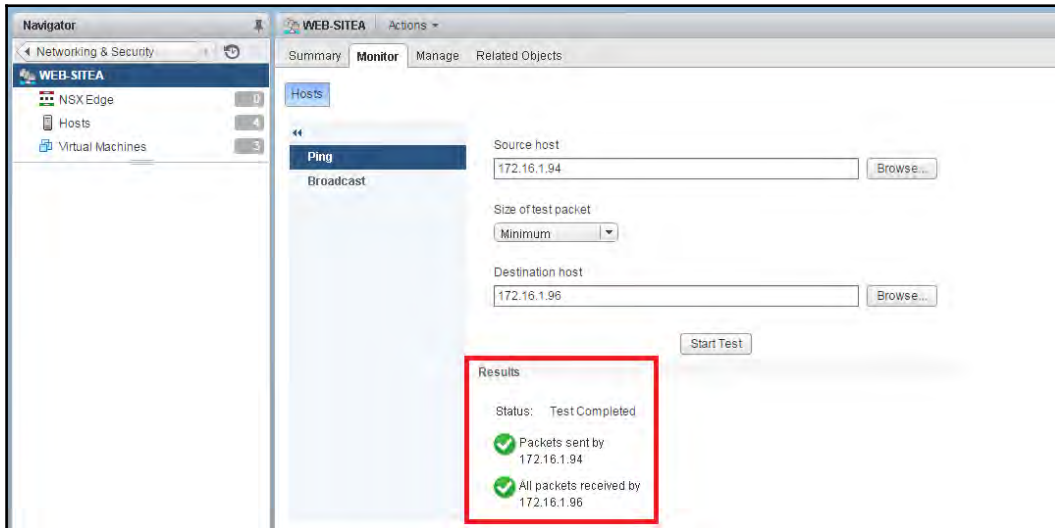 Navigator
WEB-SITEA Actions
Networking & Security
Summary Monitor Manage Related Objects
WEB-SITEA
NSX Edge 0
Hosts 4
Virtual Machines 3
Hosts
Ping
Broadcast
Source host
172.16.1.94 Browse...
Size of test packet
Minimum
Destination host
172.16.1.96 Browse...
Start Test
Results
Status: Test Completed
Packets sent by
172.16.1.94
All packets received by
172.16.1.96